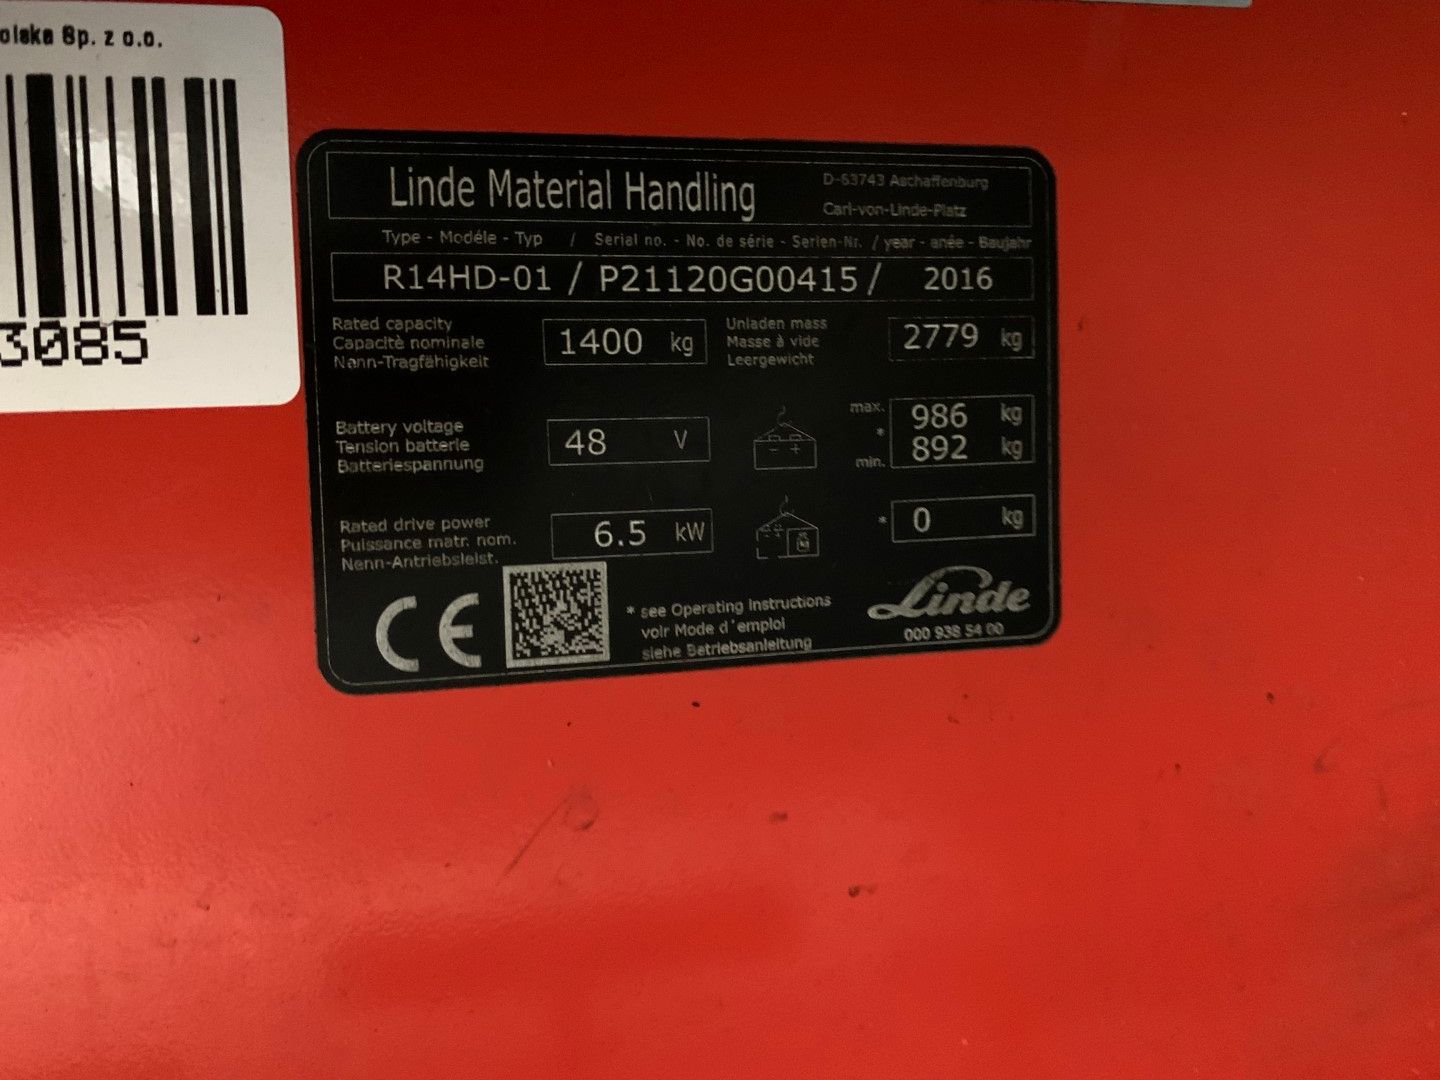 olska Sp. z o.o.
3085
Linde Material Handling
D-63743 Aschaffenburg
Carl-von-Linde-Platz
Type - Modéle - Typ / Serial no. - No. de série - Serien-Nr. / year - anée - Baujahr
R14HD-01 / P21120G00415 / 2016
Rated capacity
Capacitè nominale
Nenn-Tragfähigkeit
1400 kg
Unladen mass
Masse à vide
Leergewicht
2779 kg
Battery voltage
Tension batterie
Batteriespannung
48 V
max. 986 kg
*
min. 892 kg
Rated drive power
Puissance matr. nom.
Nenn-Antriebsleist.
6.5 kW
* 0 kg
CE
* see Operating Instructions
voir Mode d'emploi
siehe Betriebsanleitung
Linde
000 938 54 00